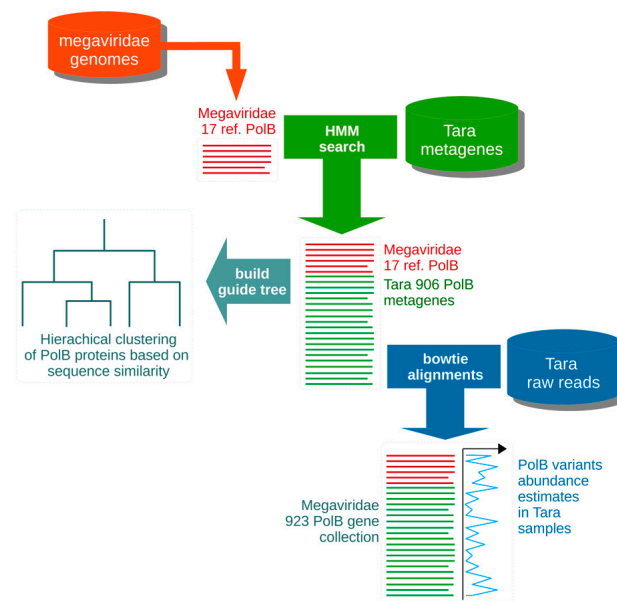 megaviridae
genomes
Megaviridae
17 ref. PolB
HMM
search
Tara
metagenes
Megaviridae
17 ref. PolB
Tara 906 PolB
metagenes
build
guide tree
Hierachical clustering
of PolB proteins based on
sequence similarity
bowtie
alignments
Tara
raw reads
Megaviridae
923 PolB gene
collection
PolB variants
abundance
estimates
in Tara
samples